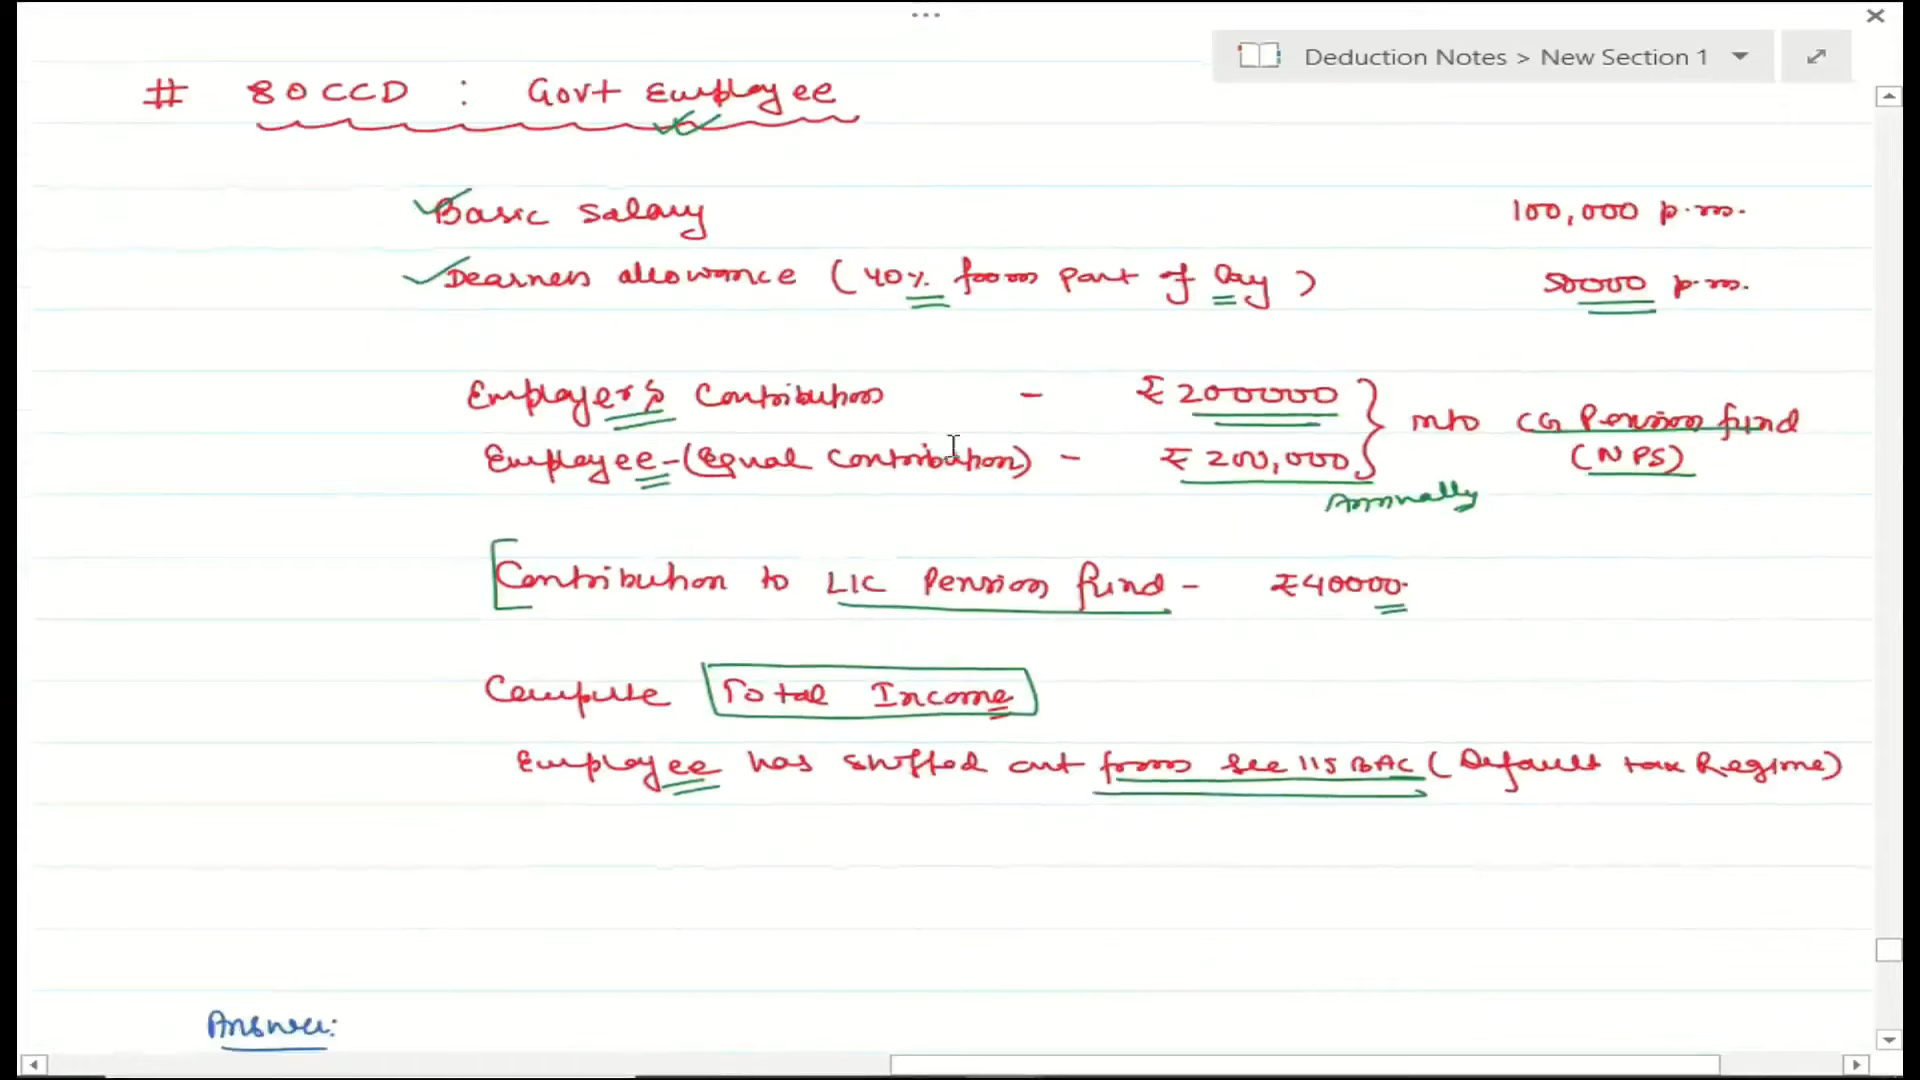 Deduction Notes > New Section 1
# 80CCD : Govt Employee
Basic Salary 100,000 p.m.
Dearness allowance (40% form part of Pay) 50000 p.m.
Employer's Contribution - ₹200000
into CG Pension fund
Employee-(Equal Contribution) - ₹200,000
(NPS)
Annually
Contribution to LIC Pension fund - ₹40000.
Compute Total Income
Employee has shifted out from Sec 115BAC (Default tax Regime)
Answer: